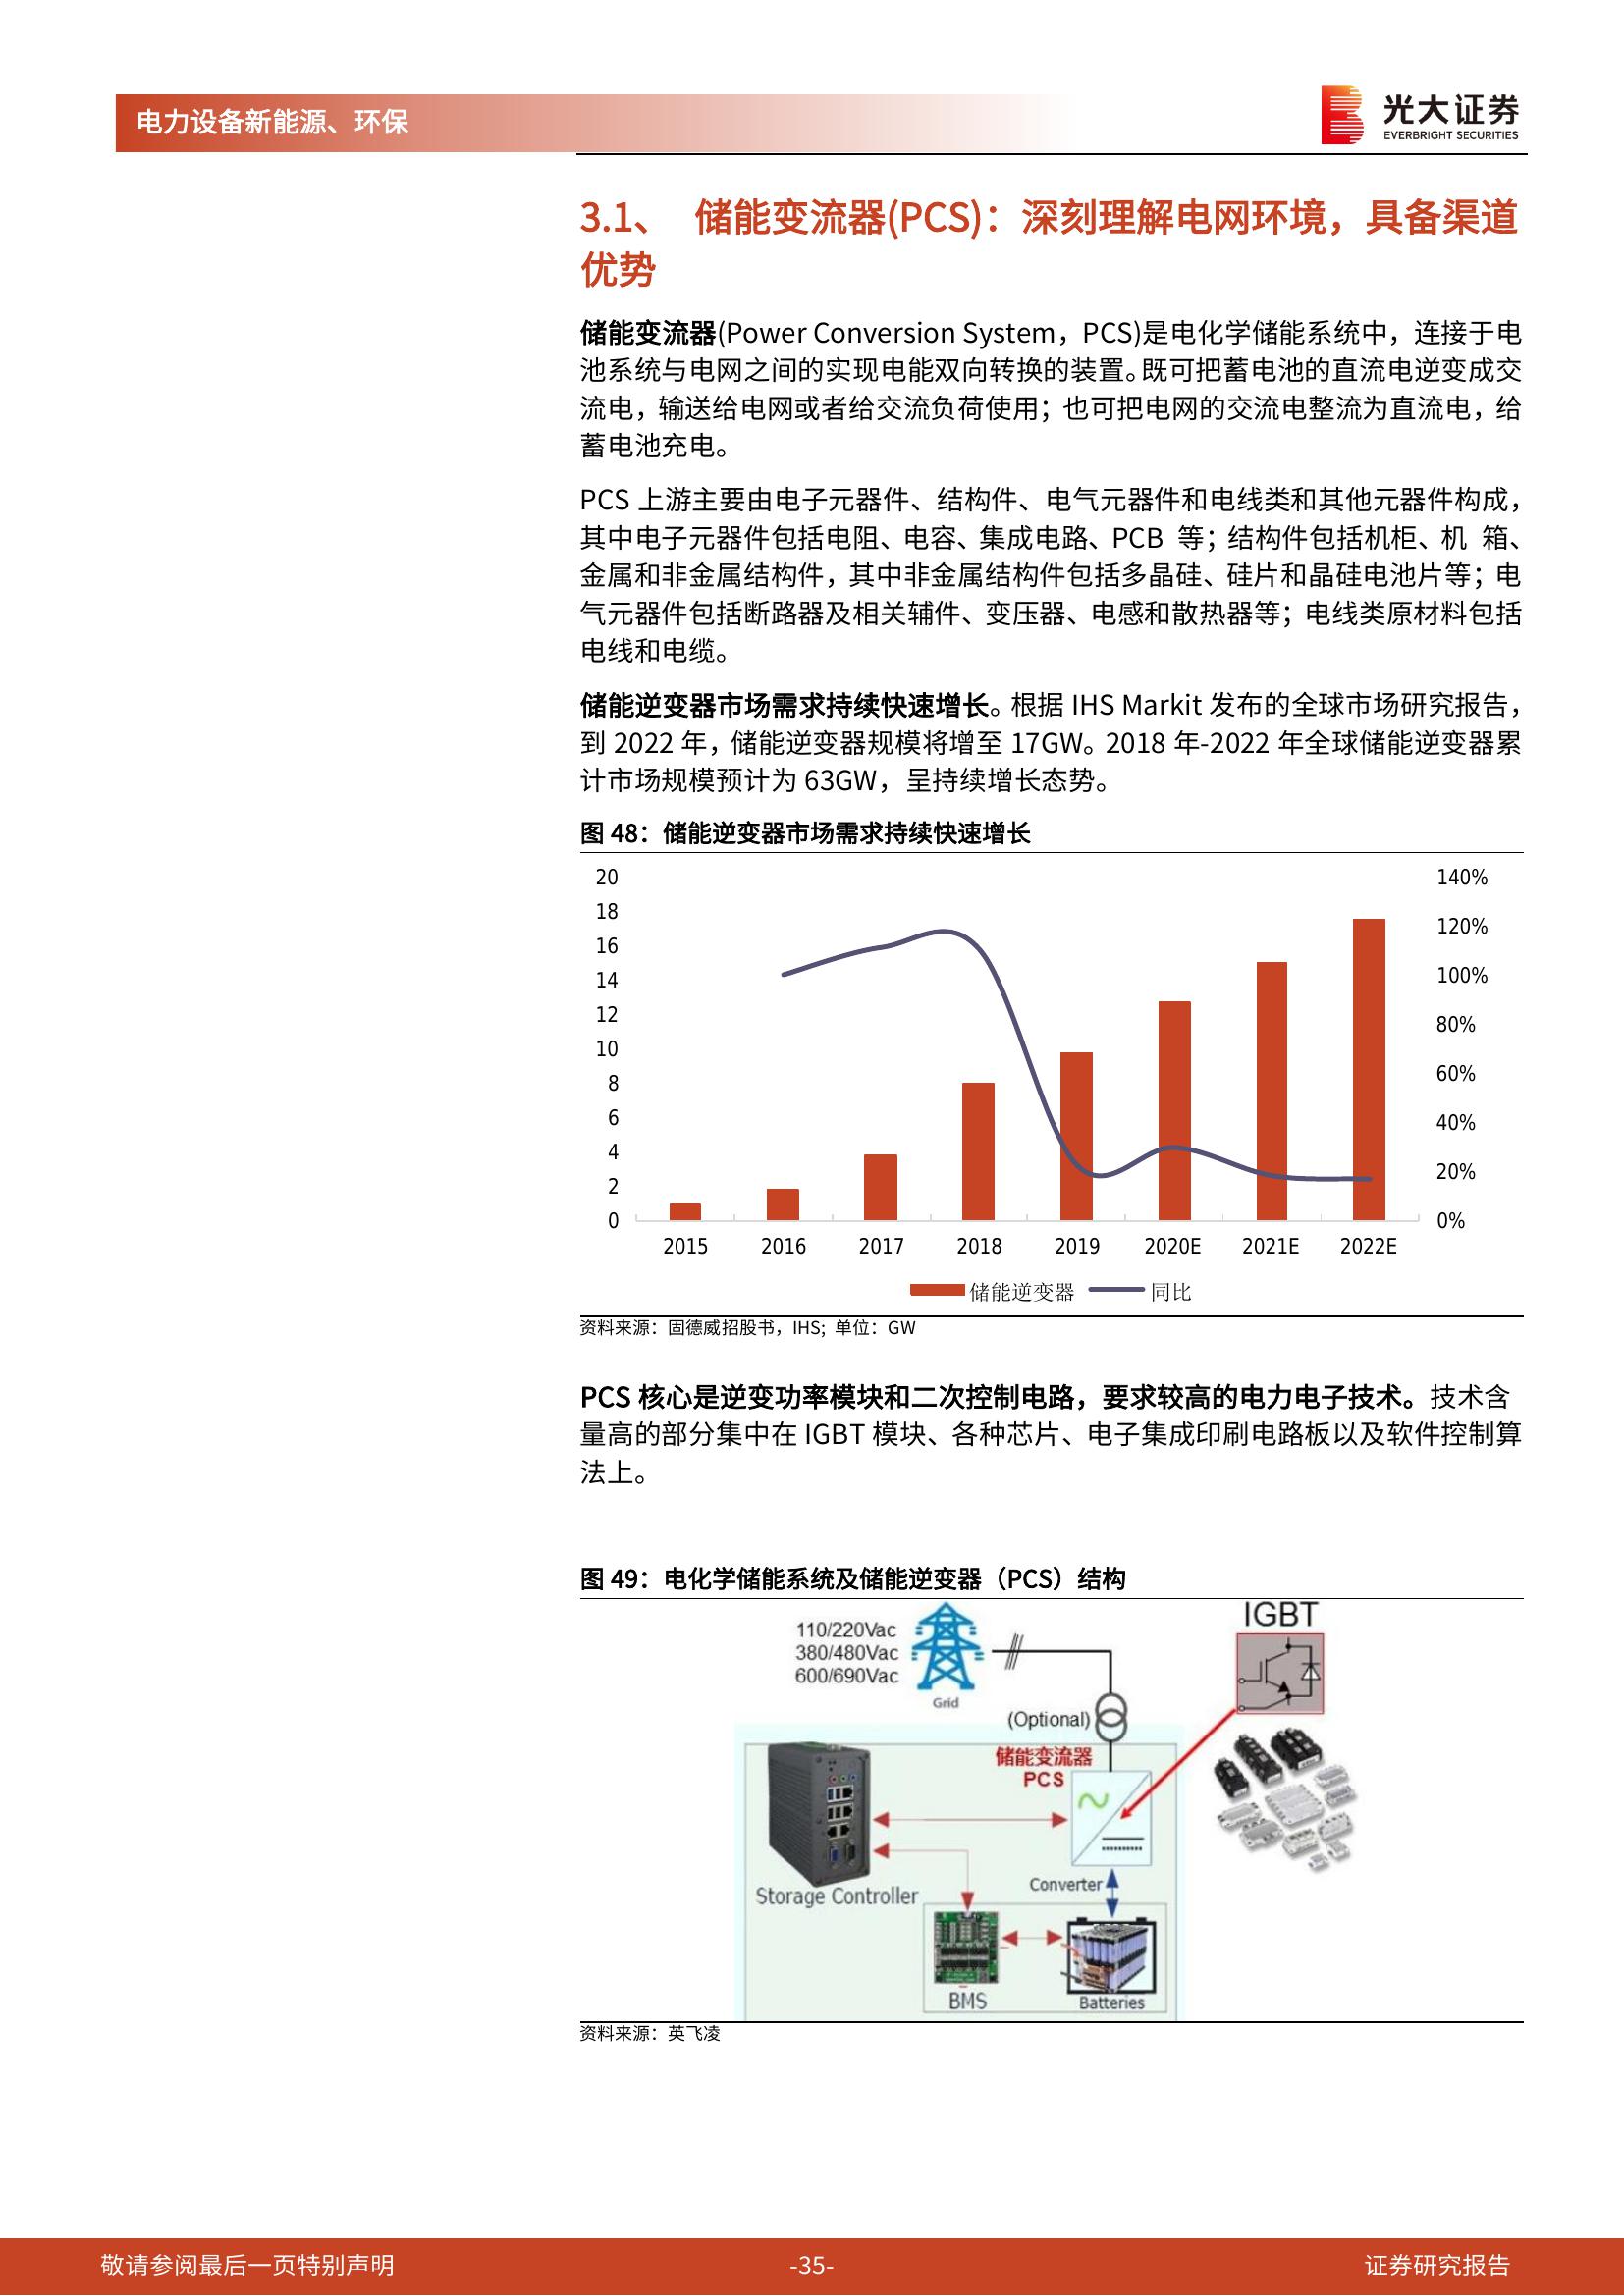 电力设备新能源、环保
光大证券
EVERBRIGHT SECURITIES
3.1、 储能变流器(PCS)：深刻理解电网环境，具备渠道
优势
储能变流器(Power Conversion System，PCS)是电化学储能系统中，连接于电
池系统与电网之间的实现电能双向转换的装置。既可把蓄电池的直流电逆变成交
流电，输送给电网或者给交流负荷使用；也可把电网的交流电整流为直流电，给
蓄电池充电。
PCS 上游主要由电子元器件、结构件、电气元器件和电线类和其他元器件构成，
其中电子元器件包括电阻、电容、集成电路、PCB 等；结构件包括机柜、机 箱、
金属和非金属结构件，其中非金属结构件包括多晶硅、硅片和晶硅电池片等；电
气元器件包括断路器及相关辅件、变压器、电感和散热器等；电线类原材料包括
电线和电缆。
储能逆变器市场需求持续快速增长。根据 IHS Markit 发布的全球市场研究报告，
到 2022 年，储能逆变器规模将增至 17GW。2018 年-2022 年全球储能逆变器累
计市场规模预计为 63GW，呈持续增长态势。
图 48：储能逆变器市场需求持续快速增长
20 140%
18
16
14
12
10
8
6
4
2
0
120%
100%
80%
60%
40%
20%
0%
2015 2016 2017 2018 2019 2020E 2021E 2022E
储能逆变器 同比
资料来源：固德威招股书，IHS; 单位：GW
PCS 核心是逆变功率模块和二次控制电路，要求较高的电力电子技术。技术含
量高的部分集中在 IGBT 模块、各种芯片、电子集成印刷电路板以及软件控制算
法上。
图 49：电化学储能系统及储能逆变器（PCS）结构
IGBT
110/220Vac
380/480Vac
600/690Vac
Grid
(Optional)
储能变流器
PCS
Converter
Storage Controller
BMS
Batteries
资料来源：英飞凌
敬请参阅最后一页特别声明 -35- 证券研究报告